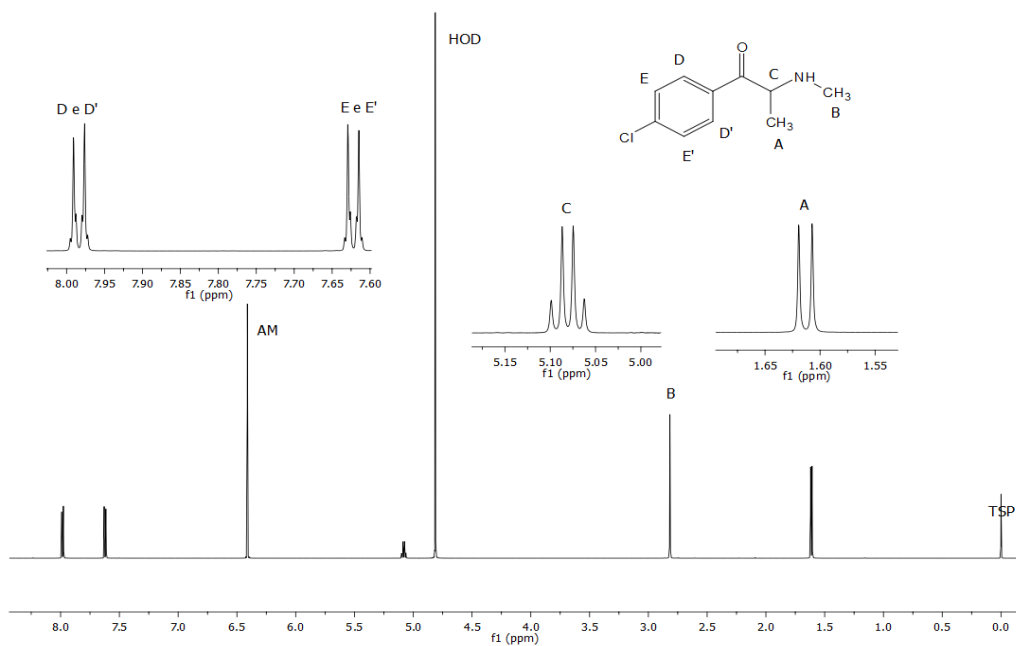 HOD
O
D
C
NH
E
CH3
B
D'
CH3
A
Cl
E'
D e D'
E e E'
8.00 7.95 7.90 7.85 7.80 7.75 7.70 7.65 7.60
f1 (ppm)
C
5.15 5.10 5.05 5.00
f1 (ppm)
A
1.65 1.60 1.55
f1 (ppm)
AM
B
TSP
8.0 7.5 7.0 6.5 6.0 5.5 5.0 4.5 4.0 3.5 3.0 2.5 2.0 1.5 1.0 0.5 0.0
f1 (ppm)